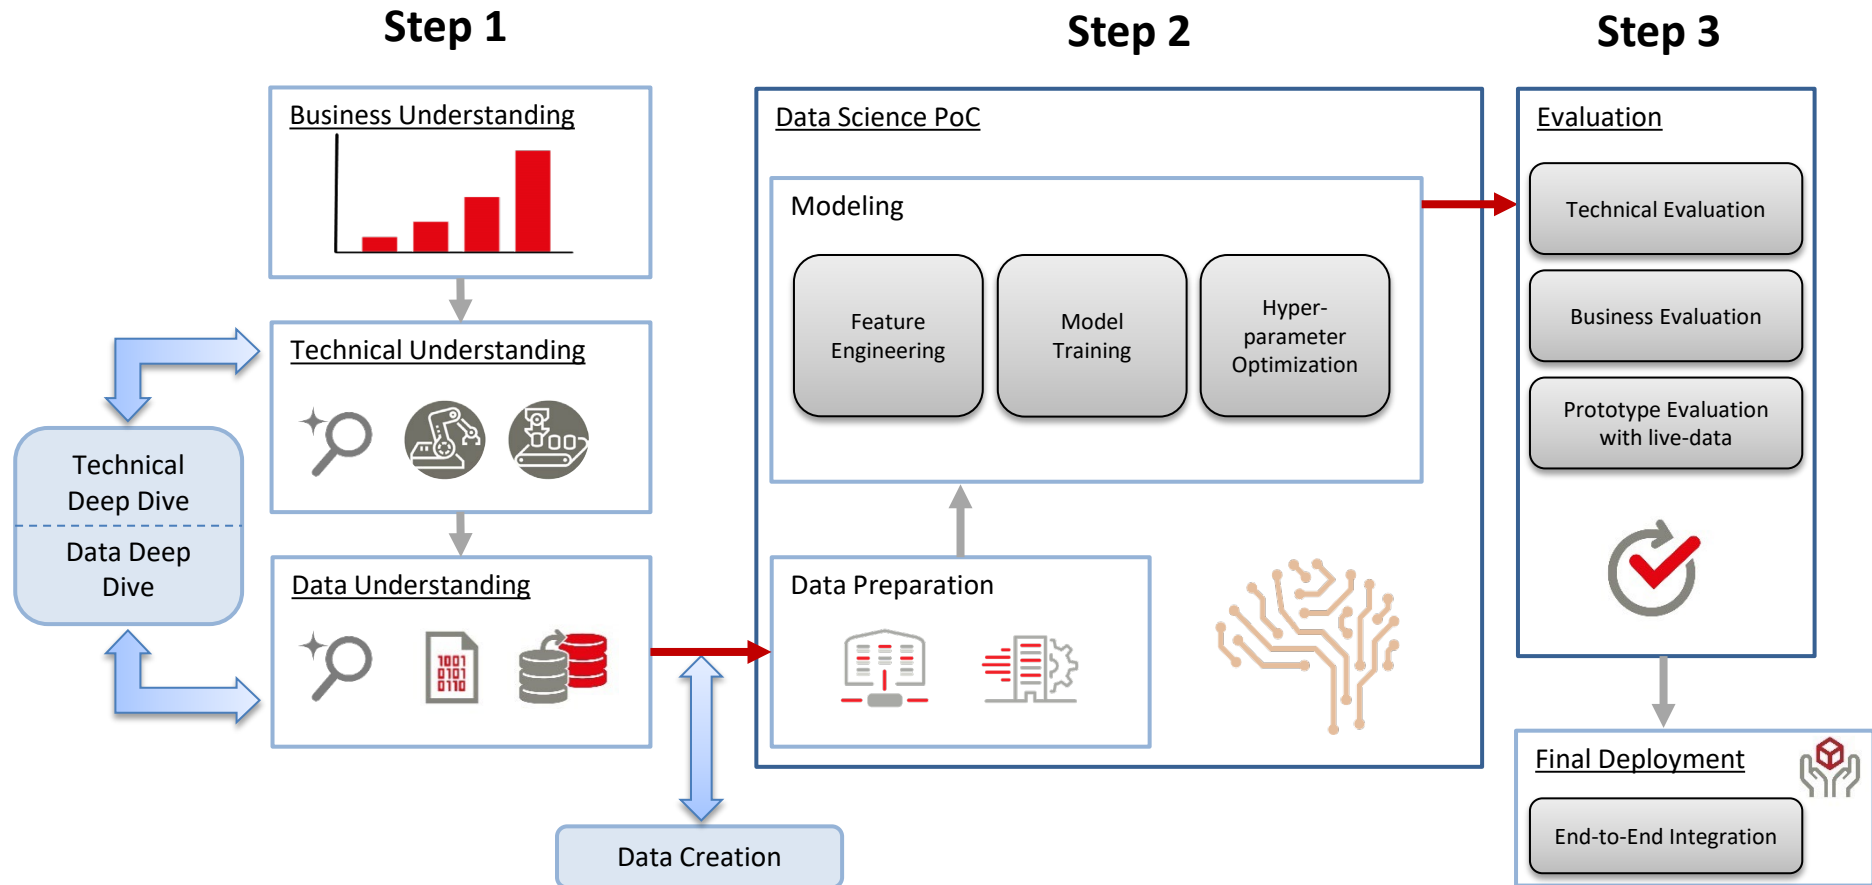 Step 1
Step 2
Step 3
Business Understanding
Technical Understanding
Technical
Deep Dive
Data Deep
Dive
Data Understanding
1001
0101
0110
Data Creation
Data Science PoC
Modeling
Feature
Engineering
Model
Training
Hyper-
parameter
Optimization
Data Preparation
Evaluation
Technical Evaluation
Business Evaluation
Prototype Evaluation
with live-data
Final Deployment
End-to-End Integration